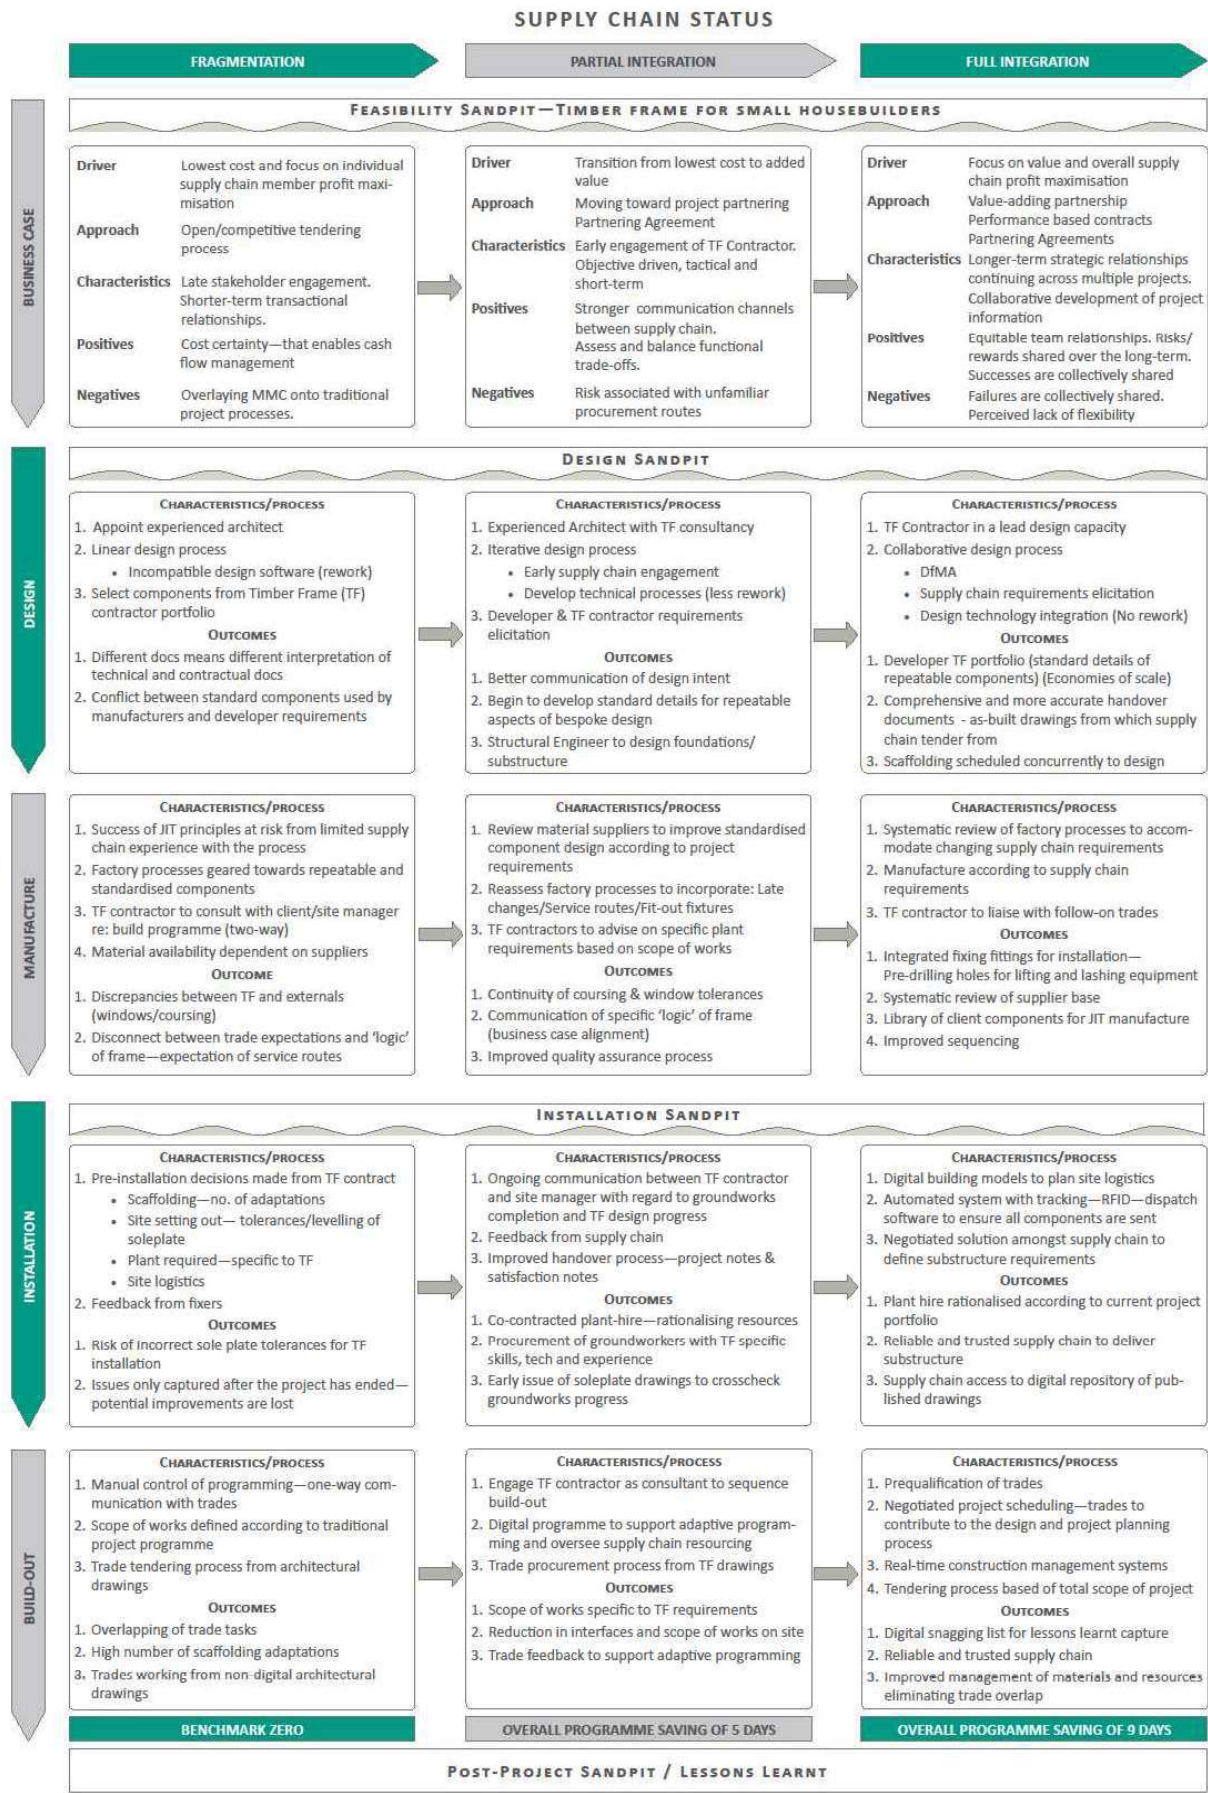 SUPPLY CHAIN STATUS
FRAGMENTATION
PARTIAL INTEGRATION
FULL INTEGRATION
BUSINESS CASE
FEASIBILITY SANDPIT—TIMBER FRAME FOR SMALL HOUSEBUILDERS
Driver Lowest cost and focus on individual
supply chain member profit maxi-
misation
Approach Open/competitive tendering
process
Characteristics Late stakeholder engagement.
Shorter-term transactional
relationships.
Positives Cost certainty—that enables cash
flow management
Negatives Overlaying MMC onto traditional
project processes.
Driver Transition from lowest cost to added
value
Approach Moving toward project partnering
Partnering Agreement
Characteristics Early engagement of TF Contractor.
Objective driven, tactical and
short-term
Positives Stronger communication channels
between supply chain.
Assess and balance functional
trade-offs.
Negatives Risk associated with unfamiliar
procurement routes
Driver Focus on value and overall supply
chain profit maximisation
Approach Value-adding partnership
Performance based contracts
Partnering Agreements
Characteristics Longer-term strategic relationships
continuing across multiple projects.
Collaborative development of project
information
Positives Equitable team relationships. Risks/
rewards shared over the long-term.
Successes are collectively shared
Negatives Failures are collectively shared.
Perceived lack of flexibility
DESIGN
DESIGN SANDPIT
CHARACTERISTICS/PROCESS
1. Appoint experienced architect
2. Linear design process
• Incompatible design software (rework)
3. Select components from Timber Frame (TF)
contractor portfolio
OUTCOMES
1. Different docs means different interpretation of
technical and contractual docs
2. Conflict between standard components used by
manufacturers and developer requirements
CHARACTERISTICS/PROCESS
1. Experienced Architect with TF consultancy
2. Iterative design process
• Early supply chain engagement
• Develop technical processes (less rework)
3. Developer & TF contractor requirements
elicitation
OUTCOMES
1. Better communication of design intent
2. Begin to develop standard details for repeatable
aspects of bespoke design
3. Structural Engineer to design foundations/
substructure
CHARACTERISTICS/PROCESS
1. TF Contractor in a lead design capacity
2. Collaborative design process
• DfMA
• Supply chain requirements elicitation
• Design technology integration (No rework)
OUTCOMES
1. Developer TF portfolio (standard details of
repeatable components) (Economies of scale)
2. Comprehensive and more accurate handover
documents - as-built drawings from which supply
chain tender from
3. Scaffolding scheduled concurrently to design
MANUFACTURE
CHARACTERISTICS/PROCESS
1. Success of JIT principles at risk from limited supply
chain experience with the process
2. Factory processes geared towards repeatable and
standardised components
3. TF contractor to consult with client/site manager
re: build programme (two-way)
4. Material availability dependent on suppliers
OUTCOME
1. Discrepancies between TF and externals
(windows/coursing)
2. Disconnect between trade expectations and ‘logic’
of frame—expectation of service routes
CHARACTERISTICS/PROCESS
1. Review material suppliers to improve standardised
component design according to project
requirements
2. Reassess factory processes to incorporate: Late
changes/Service routes/Fit-out fixtures
3. TF contractors to advise on specific plant
requirements based on scope of works
OUTCOMES
1. Continuity of coursing & window tolerances
2. Communication of specific ‘logic’ of frame
(business case alignment)
3. Improved quality assurance process
CHARACTERISTICS/PROCESS
1. Systematic review of factory processes to accom-
modate changing supply chain requirements
2. Manufacture according to supply chain
requirements
3. TF contractor to liaise with follow-on trades
OUTCOMES
1. Integrated fixing fittings for installation—
Pre-drilling holes for lifting and lashing equipment
2. Systematic review of supplier base
3. Library of client components for JIT manufacture
4. Improved sequencing
INSTALLATION
INSTALLATION SANDPIT
CHARACTERISTICS/PROCESS
1. Pre-installation decisions made from TF contract
• Scaffolding—no. of adaptations
• Site setting out— tolerances/levelling of
soleplate
• Plant required—specific to TF
• Site logistics
2. Feedback from fixers
OUTCOMES
1. Risk of incorrect sole plate tolerances for TF
installation
2. Issues only captured after the project has ended—
potential improvements are lost
CHARACTERISTICS/PROCESS
1. Ongoing communication between TF contractor
and site manager with regard to groundworks
completion and TF design progress
2. Feedback from supply chain
3. Improved handover process—project notes &
satisfaction notes
OUTCOMES
1. Co-contracted plant-hire—rationalising resources
2. Procurement of groundworkers with TF specific
skills, tech and experience
3. Early issue of soleplate drawings to crosscheck
groundworks progress
CHARACTERISTICS/PROCESS
1. Digital building models to plan site logistics
2. Automated system with tracking—RFID—dispatch
software to ensure all components are sent
3. Negotiated solution amongst supply chain to
define substructure requirements
OUTCOMES
1. Plant hire rationalised according to current project
portfolio
2. Reliable and trusted supply chain to deliver
substructure
3. Supply chain access to digital repository of pub-
lished drawings
BUILD-OUT
CHARACTERISTICS/PROCESS
1. Manual control of programming—one-way com-
munication with trades
2. Scope of works defined according to traditional
project programme
3. Trade tendering process from architectural
drawings
OUTCOMES
1. Overlapping of trade tasks
2. High number of scaffolding adaptations
3. Trades working from non-digital architectural
drawings
CHARACTERISTICS/PROCESS
1. Engage TF contractor as consultant to sequence
build-out
2. Digital programme to support adaptive program-
ming and oversee supply chain resourcing
3. Trade procurement process from TF drawings
OUTCOMES
1. Scope of works specific to TF requirements
2. Reduction in interfaces and scope of works on site
3. Trade feedback to support adaptive programming
CHARACTERISTICS/PROCESS
1. Prequalification of trades
2. Negotiated project scheduling—trades to
contribute to the design and project planning
process
3. Real-time construction management systems
4. Tendering process based of total scope of project
OUTCOMES
1. Digital snagging list for lessons learnt capture
2. Reliable and trusted supply chain
3. Improved management of materials and resources
eliminating trade overlap
BENCHMARK ZERO
OVERALL PROGRAMME SAVING OF 5 DAYS
OVERALL PROGRAMME SAVING OF 9 DAYS
POST-PROJECT SANDPIT / LESSONS LEARNT